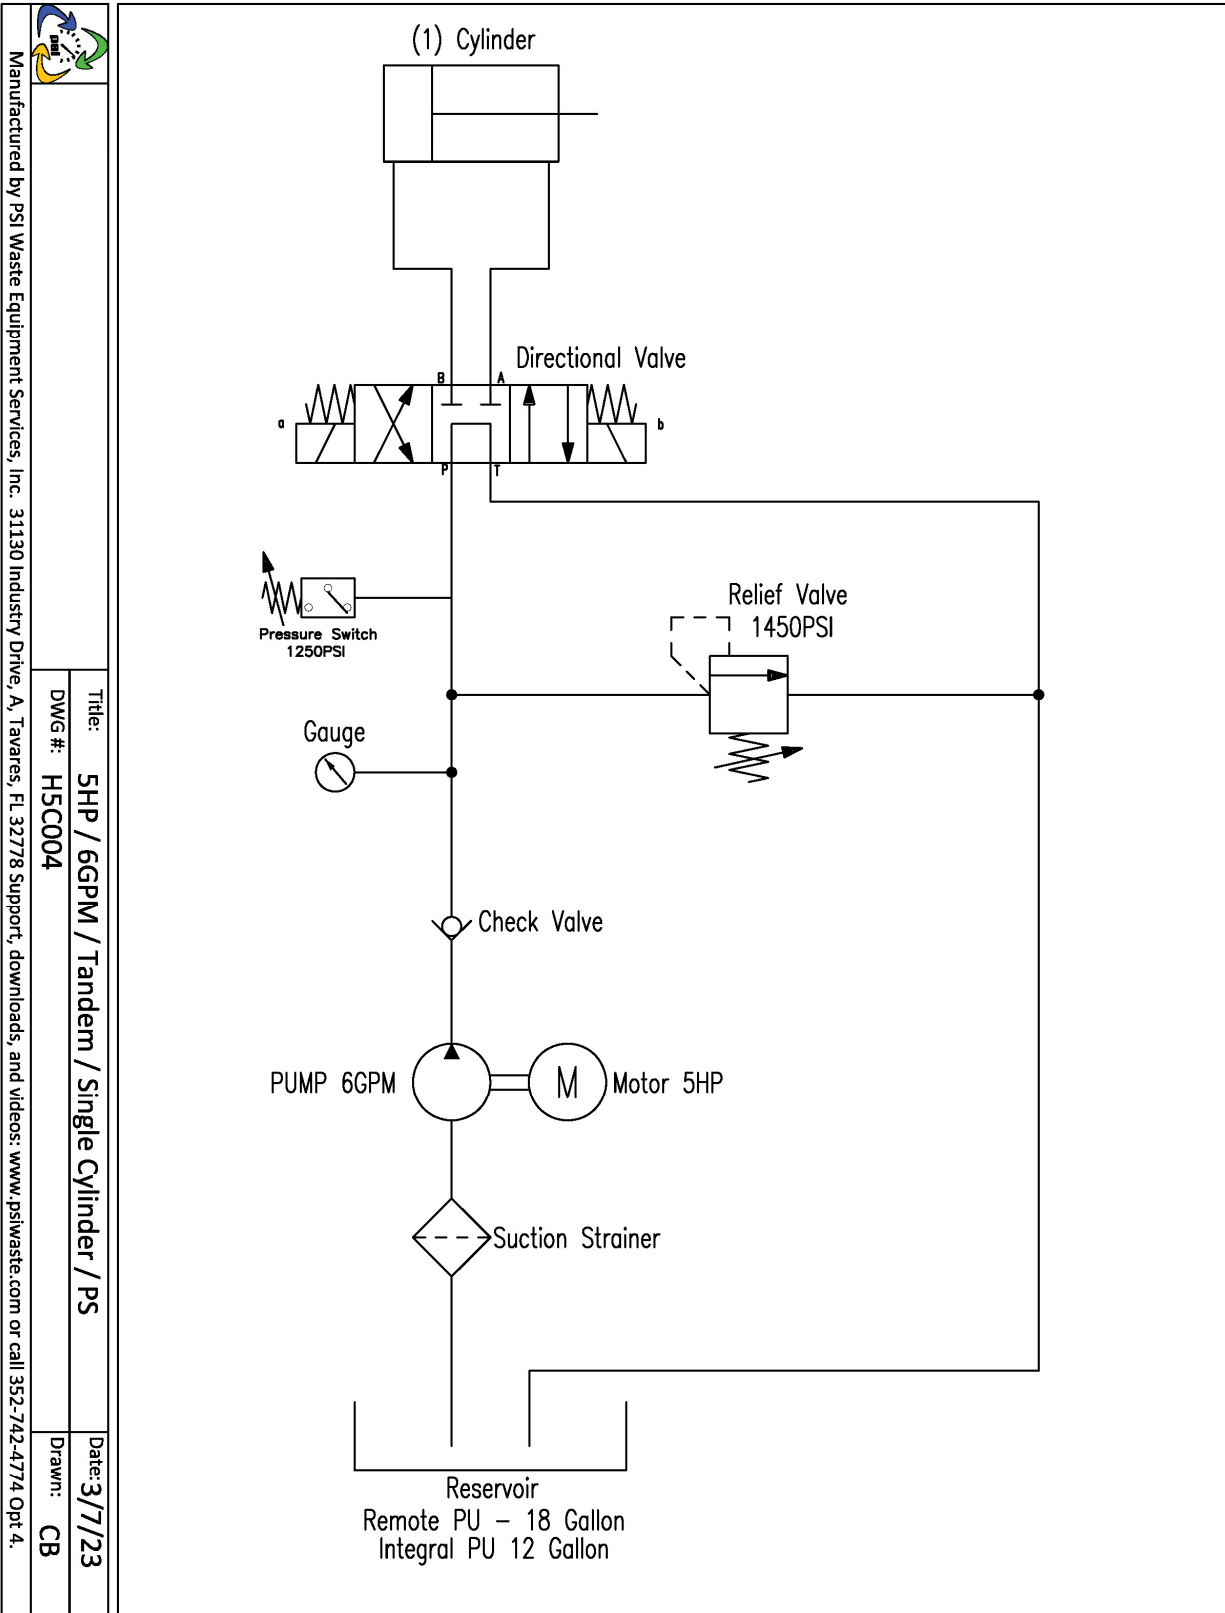 (1) Cylinder
Directional Valve
B
A
a
b
P
T
Pressure Switch
1250PSI
Relief Valve
1450PSI
Gauge
Check Valve
PUMP 6GPM
M
Motor 5HP
Suction Strainer
Reservoir
Remote PU - 18 Gallon
Integral PU 12 Gallon
Title: 5HP / 6GPM / Tandem / Single Cylinder / PS
Date: 3/7/23
DWG #: H5C004
Drawn: CB
Manufactured by PSI Waste Equipment Services, Inc. 31130 Industry Drive, A, Tavares, FL 32778 Support, downloads, and videos: www.psiwaste.com or call 352-742-4774 Opt 4.